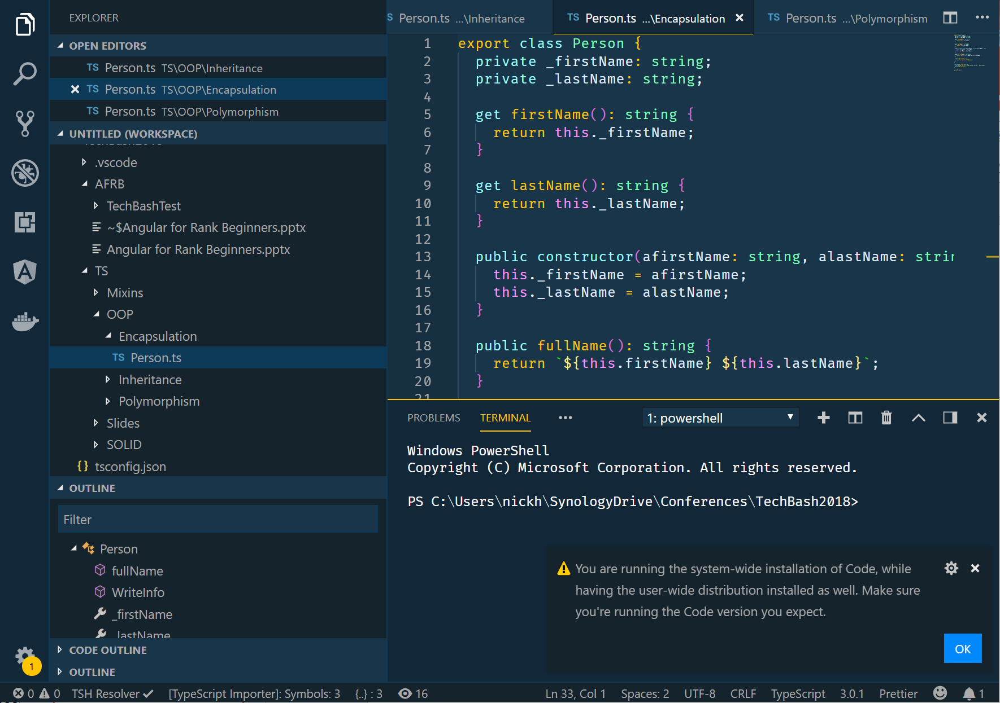 EXPLORER
OPEN EDITORS
TS Person.ts TS\OOP\Inheritance
TS Person.ts TS\OOP\Encapsulation
TS Person.ts TS\OOP\Polymorphism
UNTITLED (WORKSPACE)
.vscode
AFRB
TechBashTest
~$Angular for Rank Beginners.pptx
Angular for Rank Beginners.pptx
TS
Mixins
OOP
Encapsulation
TS Person.ts
Inheritance
Polymorphism
Slides
SOLID
{} tsconfig.json
OUTLINE
Filter
Person
fullName
WriteInfo
_firstName
_lastName
CODE OUTLINE
OUTLINE
1
S Person.ts ...\Inheritance
TS Person.ts ...\Encapsulation
TS Person.ts ...\Polymorphism
1 export class Person {
2 private _firstName: string;
3 private _lastName: string;
4
5 get firstName(): string {
6 return this._firstName;
7 }
8
9 get lastName(): string {
10 return this._lastName;
11 }
12
13 public constructor(afirstName: string, alastName: strin
14 this._firstName = afirstName;
15 this._lastName = alastName;
16 }
17
18 public fullName(): string {
19 return `${this.firstName} ${this.lastName}`;
20 }
21
PROBLEMS TERMINAL ... 1: powershell
Windows PowerShell
Copyright (C) Microsoft Corporation. All rights reserved.
PS C:\Users\nickh\SynologyDrive\Conferences\TechBash2018>
You are running the system-wide installation of Code, while
having the user-wide distribution installed as well. Make sure
you're running the Code version you expect.
OK
0 0 TSH Resolver [TypeScript Importer]: Symbols: 3 {..} : 3 16 Ln 33, Col 1 Spaces: 2 UTF-8 CRLF TypeScript 3.0.1 Prettier 1